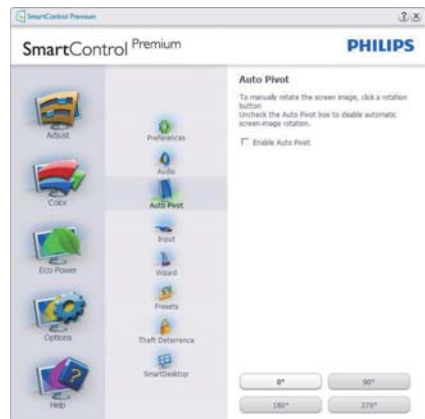 SmartControl Premium
SmartControl Premium
PHILIPS
Adjust
Color
Eco Power
Options
Help
Preferences
Audio
Auto Pivot
Input
Wizard
Presets
Theft Deterrence
SmartDesktop
Auto Pivot
To manually rotate the screen image, click a rotation
button
Uncheck the Auto Pivot box to disable automatic
screen-image rotation.
Enable Auto Pivot
0°
90°
180°
270°